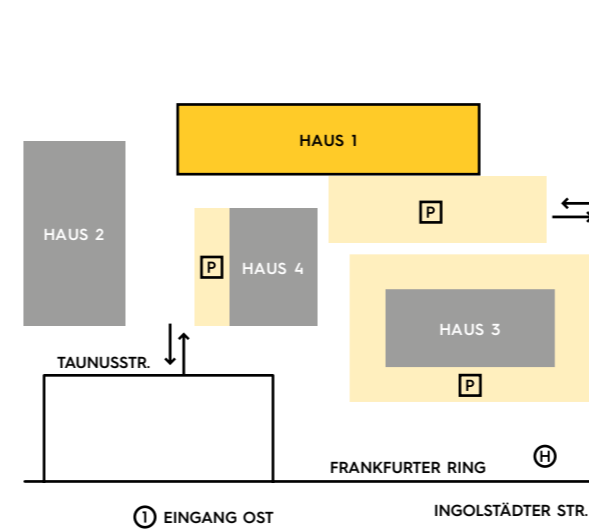 HAUS 1
P
HAUS 2
P
HAUS 4
HAUS 3
TAUNUSSTR.
P
H
FRANKFURTER RING
INGOLSTÄDTER STR.
1 EINGANG OST